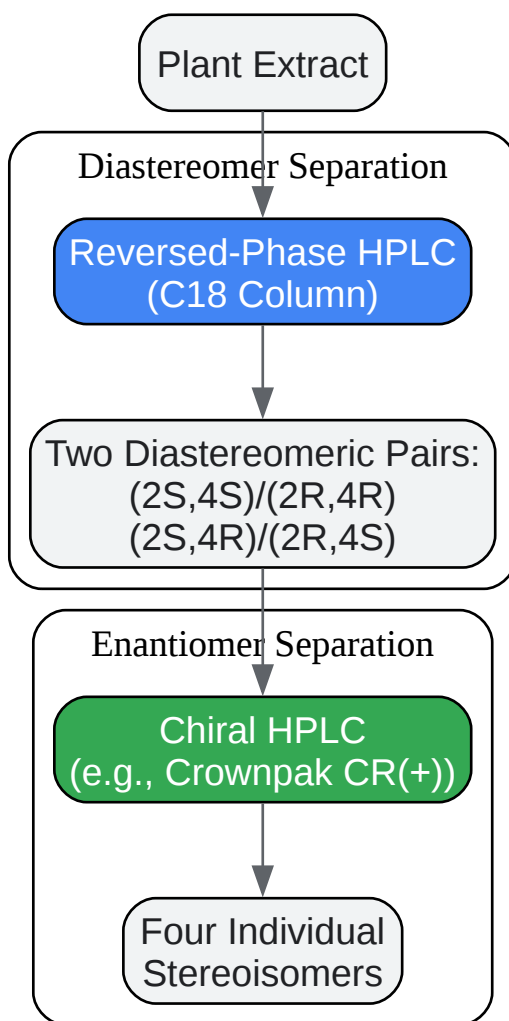 Plant Extract
Diastereomer Separation
Reversed-Phase HPLC
(C18 Column)
Two Diastereomeric Pairs:
(2S,4S)/(2R,4R)
(2S,4R)/(2R,4S)
Enantiomer Separation
Chiral HPLC
(e.g., Crownpak CR(+))
Four Individual
Stereoisomers